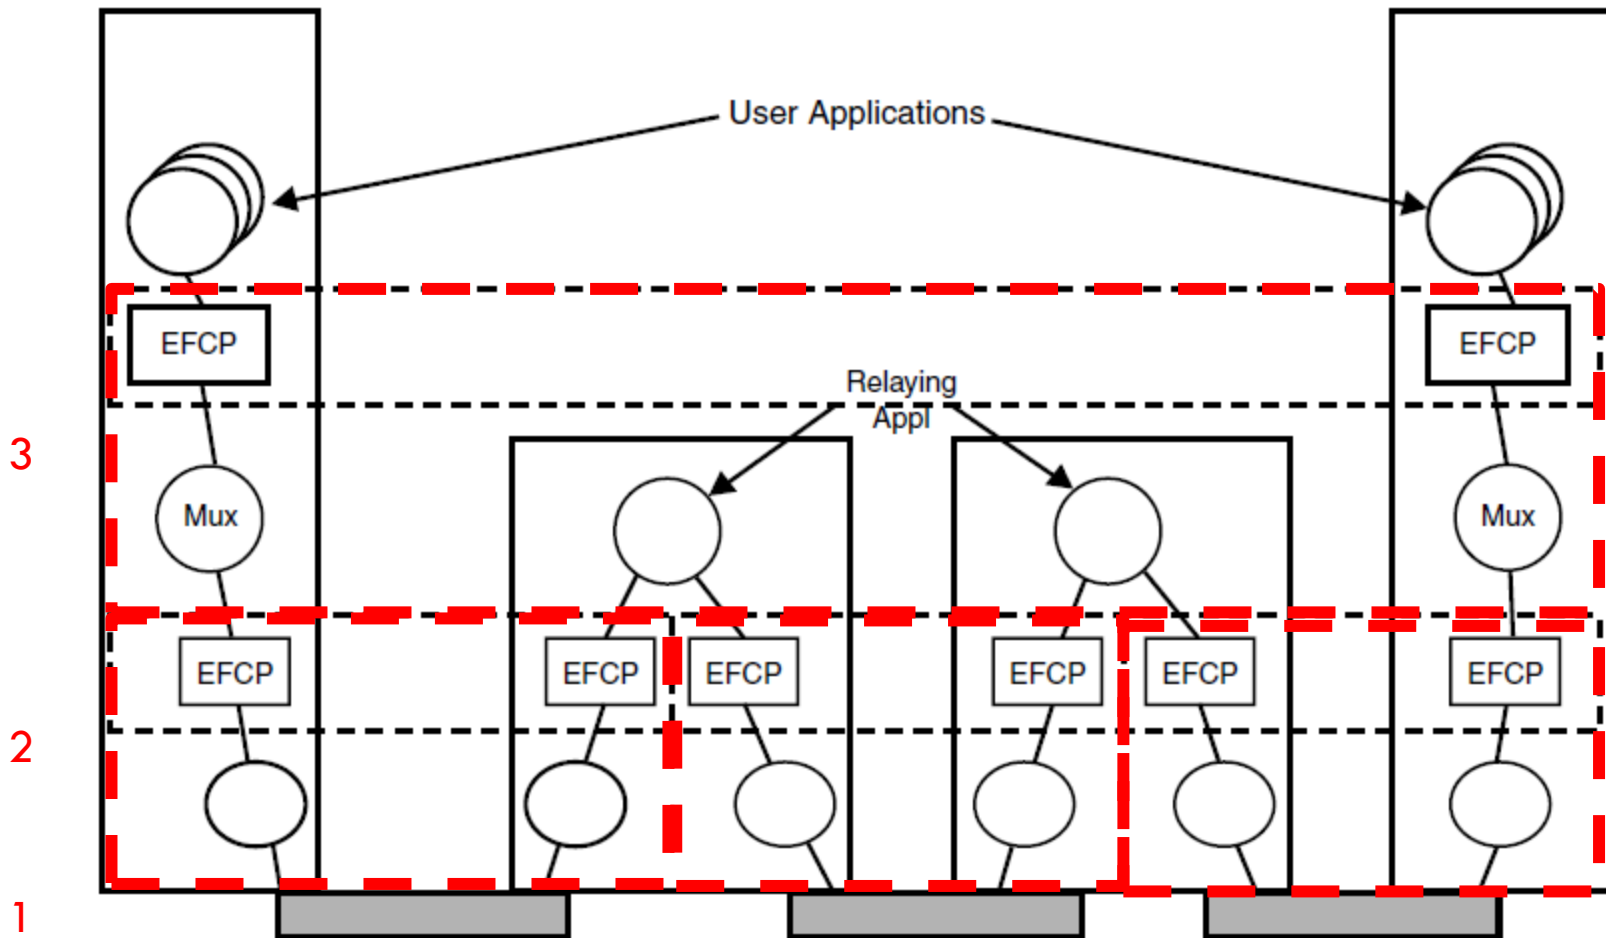 User Applications
EFCP
EFCP
Relaying
Appl
3
Mux
Mux
EFCP
EFCP
EFCP
EFCP
EFCP
EFCP
2
1